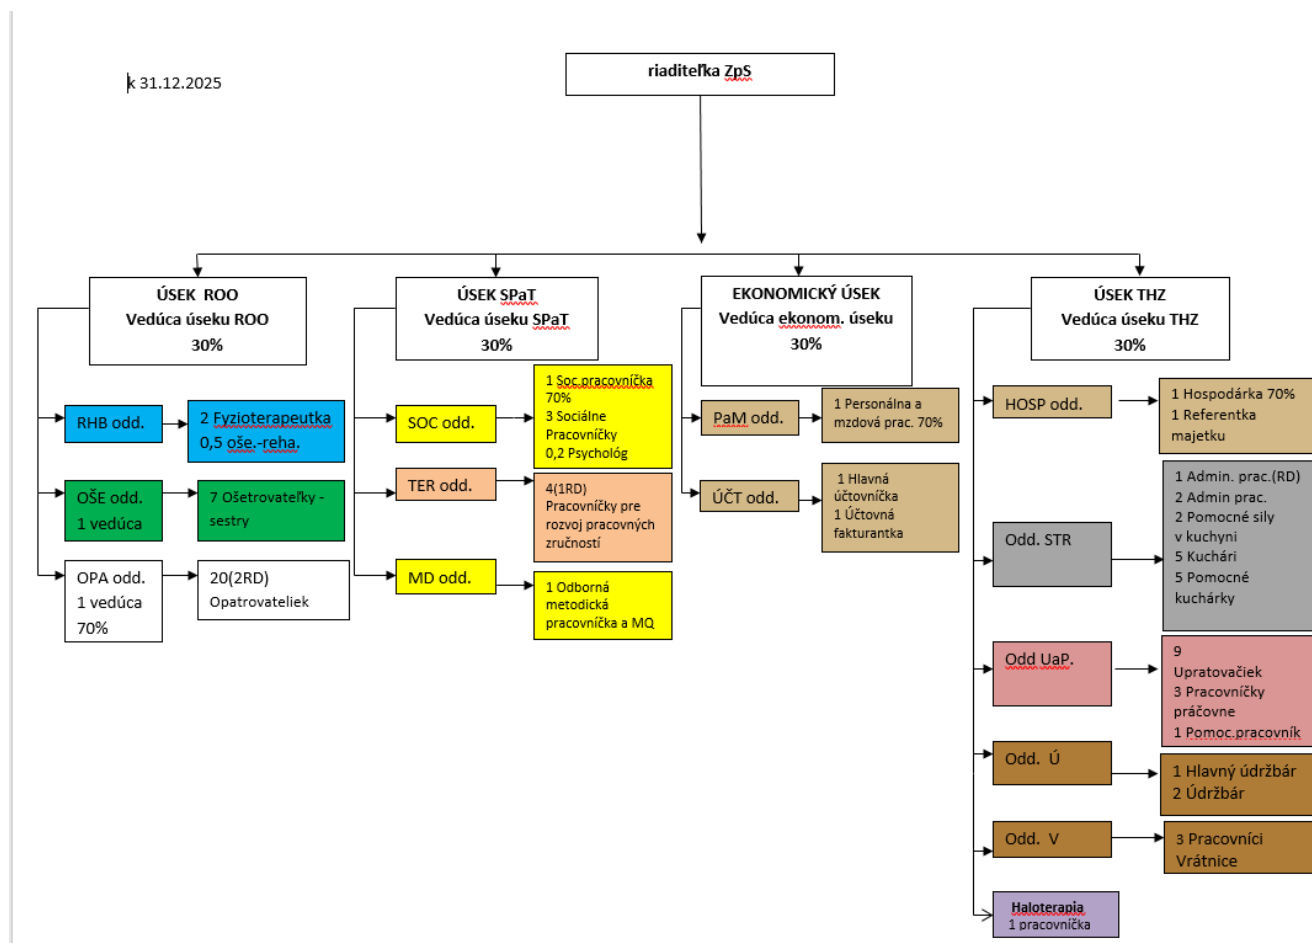 k 31.12.2025
riaditeľka ZpS
ÚSEK ROO
Vedúca úseku ROO
30%
RHB odd.
2 Fyzioterapeutka
0,5 oše.-reha.
OŠE odd.
1 vedúca
7 Ošetrovateľky -
sestry
OPA odd.
1 vedúca
70%
20(2RD)
Opatrovateliek
ÚSEK SPaT
Vedúca úseku SPaT
30%
SOC odd.
1 Soc.pracovníčka
70%
3 Sociálne
Pracovníčky
0,2 Psychológ
TER odd.
4(1RD)
Pracovníčky pre
rozvoj pracovných
zručností
MD odd.
1 Odborná
metodická
pracovníčka a MQ
EKONOMICKÝ ÚSEK
Vedúca ekonom. úseku
30%
PaM odd.
1 Personálna a
mzdová prac. 70%
ÚČT odd.
1 Hlavná
účtovníčka
1 Účtovná
fakturantka
ÚSEK THZ
Vedúca úseku THZ
30%
HOSP odd.
1 Hospodárka 70%
1 Referentka
majetku
Odd. STR
1 Admin. prac.(RD)
2 Admin prac.
2 Pomocné sily
v kuchyni
5 Kuchári
5 Pomocné
kuchárky
Odd UaP.
9
Upratovačiek
3 Pracovníčky
práčovne
1 Pomoc.pracovník
Odd. Ú
1 Hlavný údržbár
2 Údržbár
Odd. V
3 Pracovníci
Vrátnice
Haloterapia
1 pracovníčka